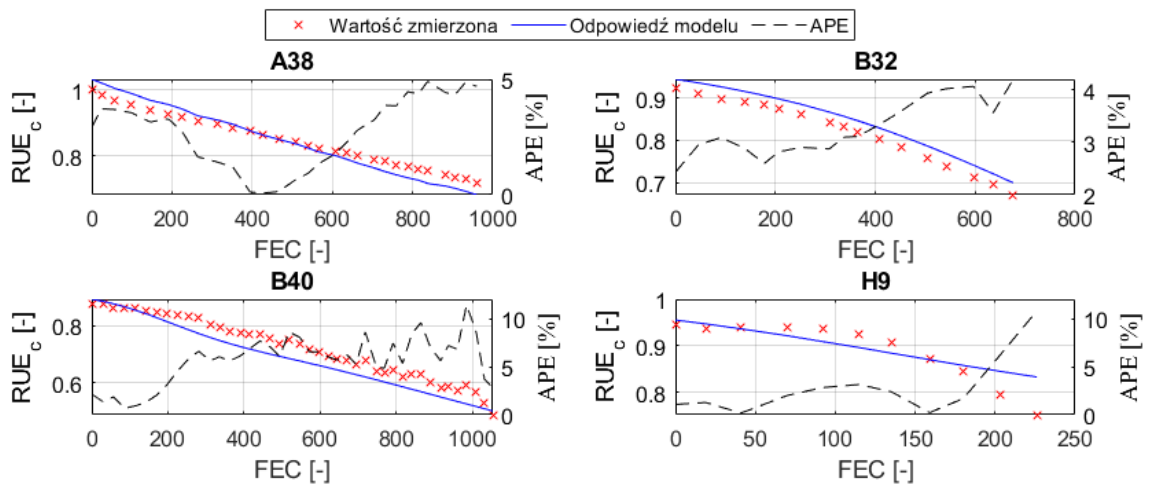 Wartość zmierzona Odpowiedź modelu APE
A38
RUE_c [-]
1
0.8
5
0
APE [%]
0 200 400 600 800 1000
FEC [-]
B32
RUE_c [-]
0.9
0.8
0.7
4
3
2
APE [%]
0 200 400 600 800
FEC [-]
B40
RUE_c [-]
0.8
0.6
10
5
0
APE [%]
0 200 400 600 800 1000
FEC [-]
H9
RUE_c [-]
1
0.9
0.8
10
5
0
APE [%]
0 50 100 150 200 250
FEC [-]